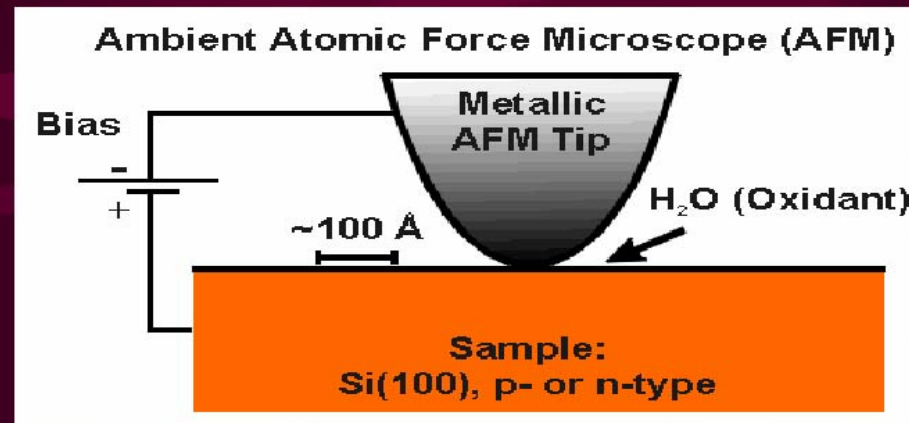 Ambient Atomic Force Microscope (AFM)
Metallic
AFM Tip
Bias
-
+
~100 Å
H₂O (Oxidant)
Sample:
Si(100), p- or n-type